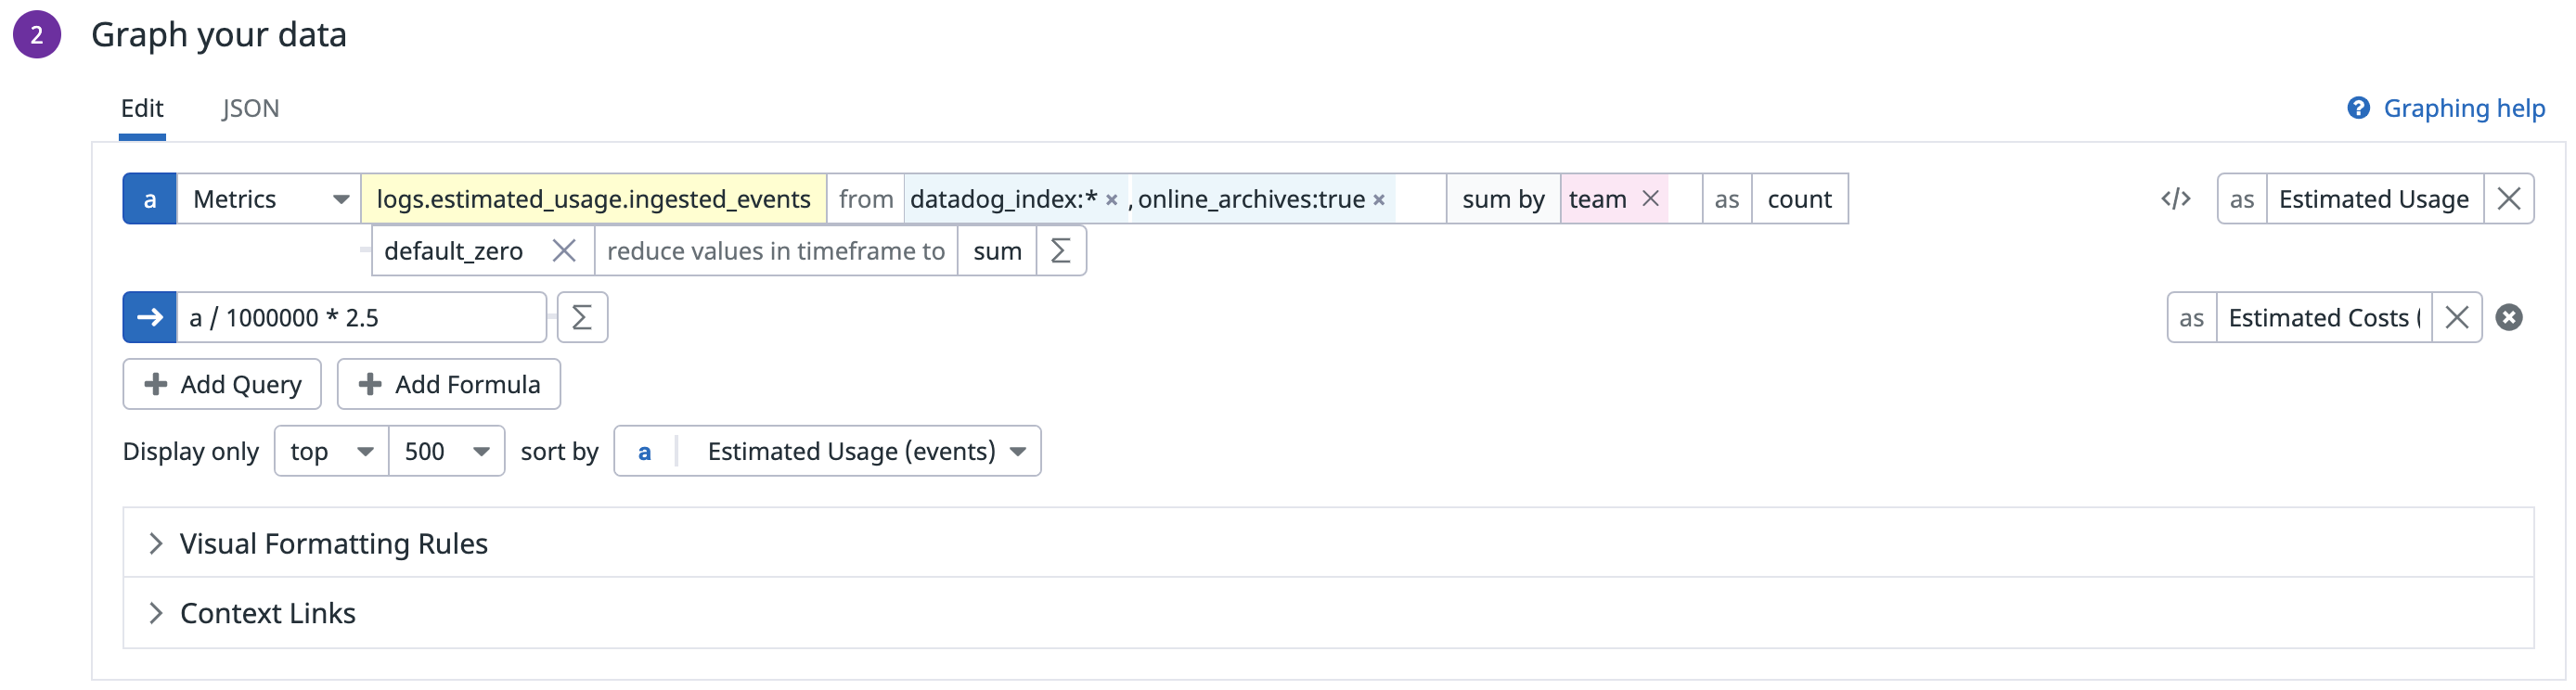 2 Graph your data
Edit JSON Graphing help
a Metrics logs.estimated_usage.ingested_events from datadog_index:* × , online_archives:true × sum by team × as count </> as Estimated Usage ×
default_zero × reduce values in timeframe to sum Σ
→ a / 1000000 * 2.5 Σ as Estimated Costs ( ×
+ Add Query + Add Formula
Display only top 500 sort by a Estimated Usage (events)
Visual Formatting Rules
Context Links